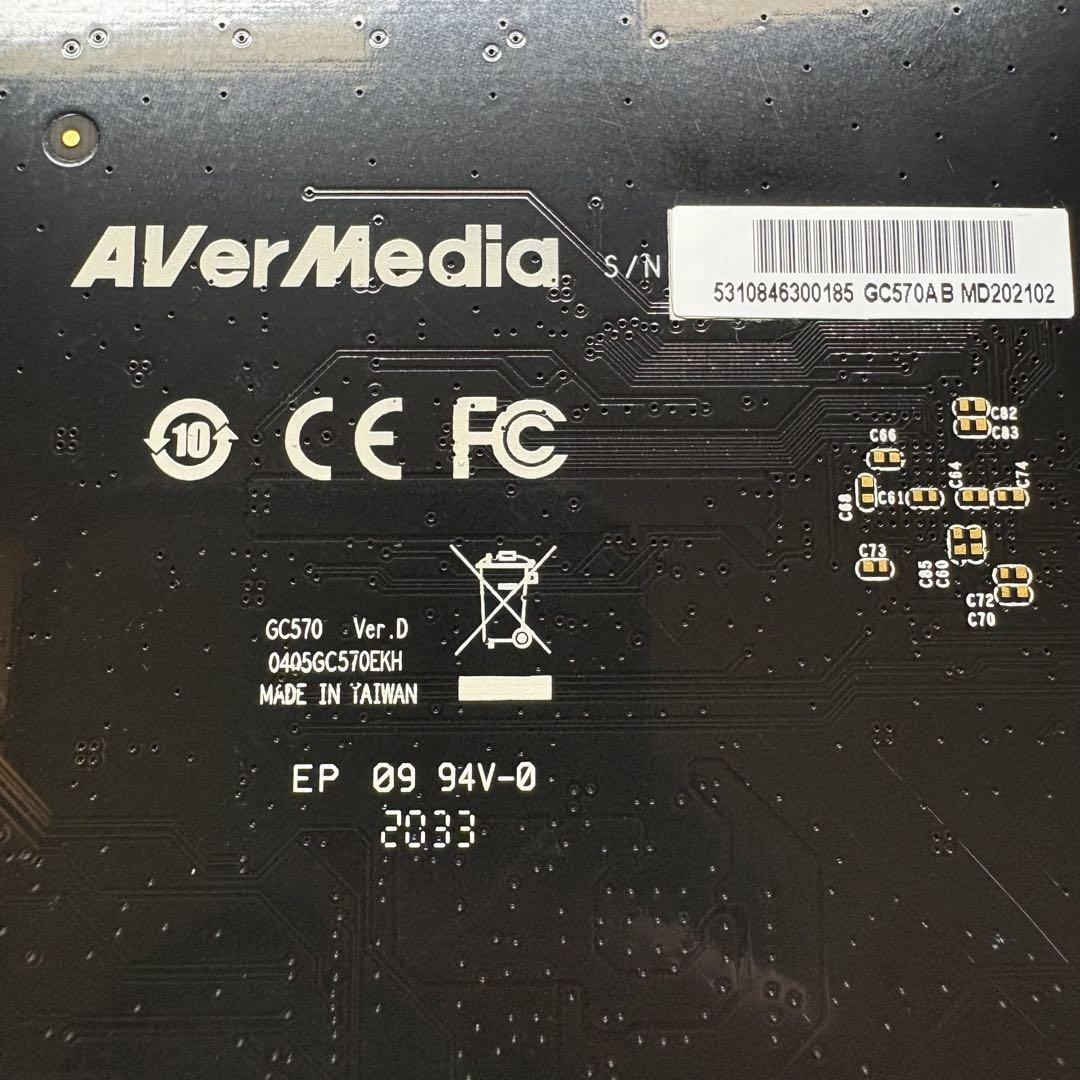 AVerMedia
S/N
5310846300185 GC570AB MD202102
10
CE FC
C82
C83
C66
C64
C74
C68
C61
C73
C85
C60
C72
C70
GC570 Ver.D
0405GC570EKH
MADE IN TAIWAN
EP 09 94V-0
2033